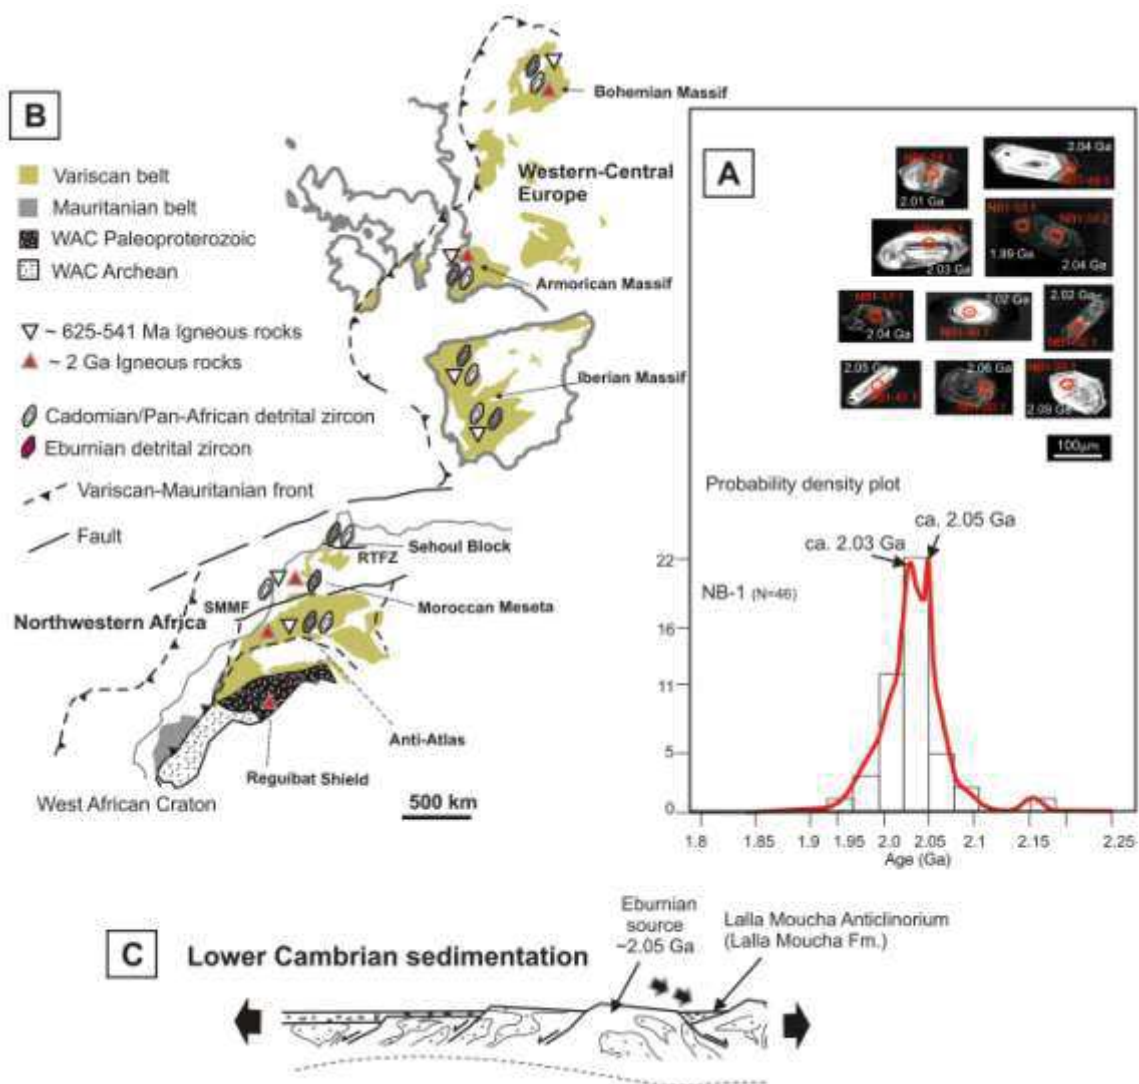 B
Variscan belt
Mauritanian belt
WAC Paleoproterozoic
WAC Archean
~ 625-541 Ma Igneous rocks
~ 2 Ga Igneous rocks
Cadomian/Pan-African detrital zircon
Eburnian detrital zircon
Variscan-Mauritanian front
Fault
Bohemian Massif
Western-Central
Europe
Armorican Massif
Iberian Massif
Sehoul Block
RTFZ
Moroccan Meseta
SMMF
Northwestern Africa
Anti-Atlas
Reguibat Shield
West African Craton
500 km
A
2.04 Ga
2.01 Ga
2.03 Ga
1.99 Ga
2.04 Ga
2.04 Ga
2.02 Ga
2.02 Ga
2.05 Ga
2.06 Ga
2.09 Ga
100µm
Probability density plot
ca. 2.05 Ga
ca. 2.03 Ga
NB-1 (N=46)
22
16
11
5
0
1.8 1.85 1.9 1.95 2.0 2.05 2.1 2.15 2.25
Age (Ga)
C
Lower Cambrian sedimentation
Eburnian
source
~2.05 Ga
Lalla Moucha Anticlinorium
(Lalla Moucha Fm.)